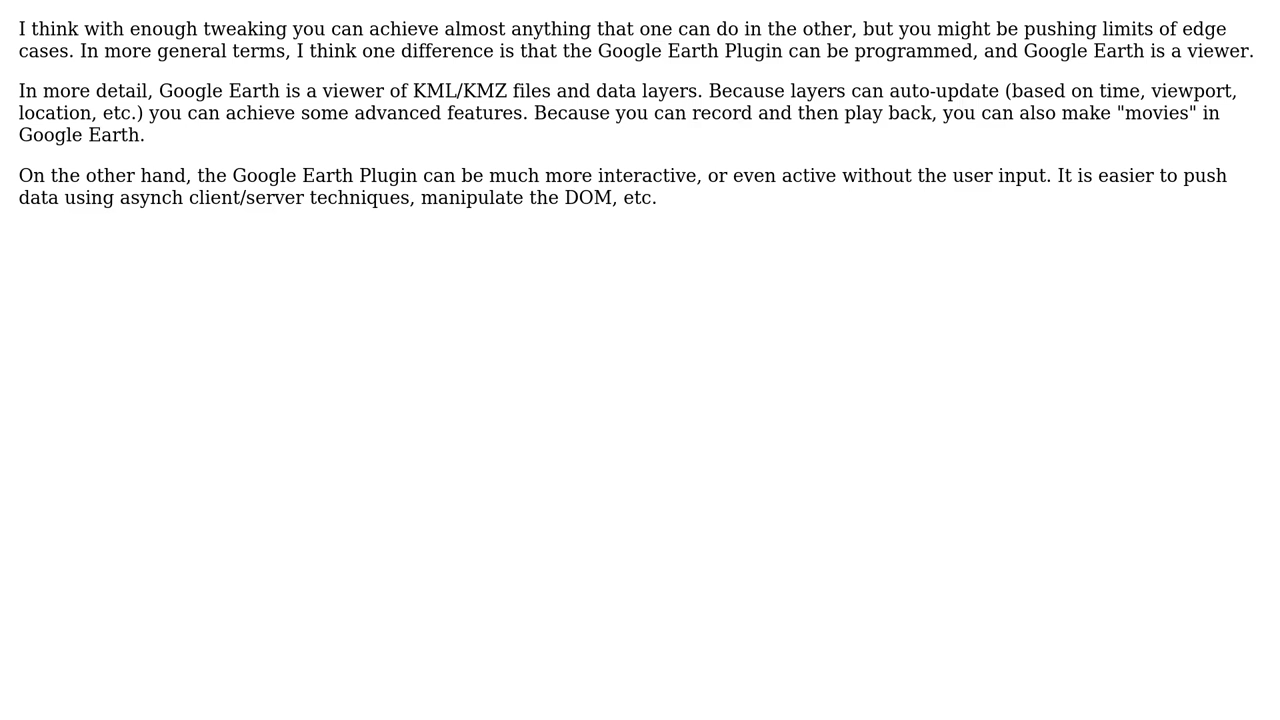 I think with enough tweaking you can achieve almost anything that one can do in the other, but you might be pushing limits of edge
cases. In more general terms, I think one difference is that the Google Earth Plugin can be programmed, and Google Earth is a viewer.
In more detail, Google Earth is a viewer of KML/KMZ files and data layers. Because layers can auto-update (based on time, viewport,
location, etc.) you can achieve some advanced features. Because you can record and then play back, you can also make "movies" in
Google Earth.
On the other hand, the Google Earth Plugin can be much more interactive, or even active without the user input. It is easier to push
data using asynch client/server techniques, manipulate the DOM, etc.